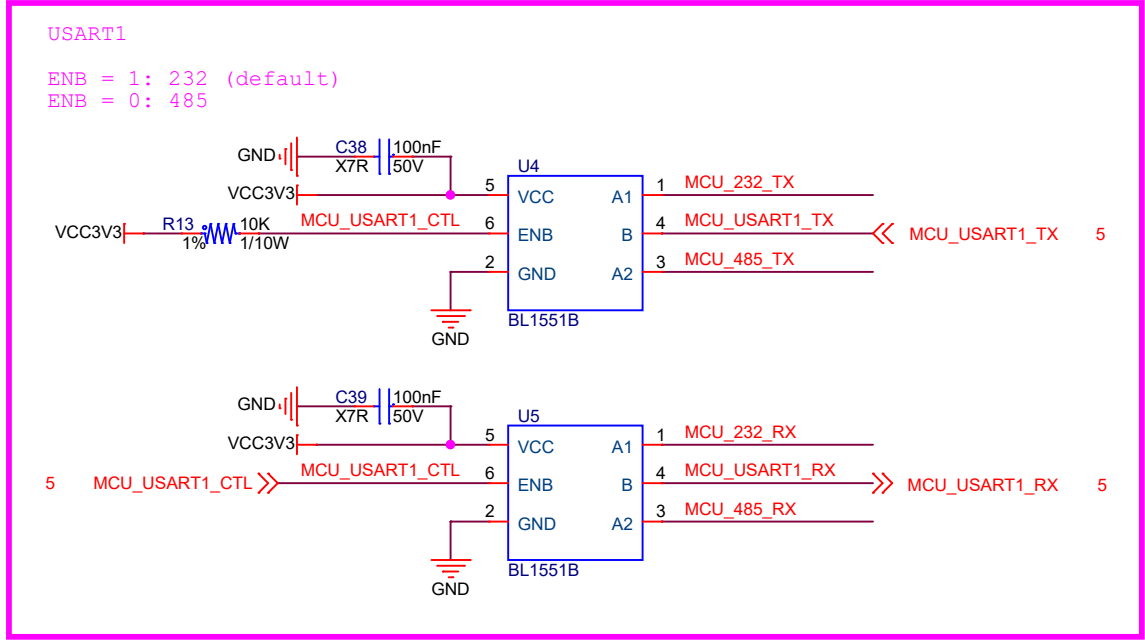 USART1
ENB = 1: 232 (default)
ENB = 0: 485
GND C38 100nF
X7R 50V
U4
VCC3V3 5 VCC A1 1 MCU_232_TX
VCC3V3 R13 10K MCU_USART1_CTL 6 ENB B 4 MCU_USART1_TX MCU_USART1_TX 5
1% 1/10W
2 GND A2 3 MCU_485_TX
BL1551B
GND
GND C39 100nF
X7R 50V
U5
VCC3V3 5 VCC A1 1 MCU_232_RX
5 MCU_USART1_CTL MCU_USART1_CTL 6 ENB B 4 MCU_USART1_RX MCU_USART1_RX 5
2 GND A2 3 MCU_485_RX
BL1551B
GND